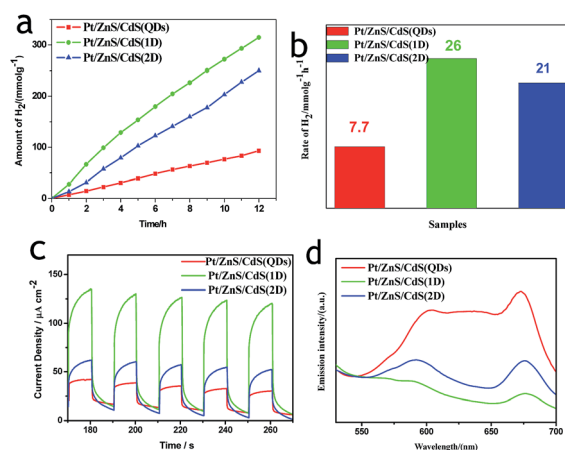 a
Pt/ZnS/CdS(QDs)
Pt/ZnS/CdS(1D)
Pt/ZnS/CdS(2D)
Amount of H2/(mmolg-1)
300
200
100
0
0 2 4 6 8 10 12
Time/h
b
Pt/ZnS/CdS(QDs)
Pt/ZnS/CdS(1D)
Pt/ZnS/CdS(2D)
Rate of H2/mmolg-1h-1
7.7
26
21
Samples
c
Pt/ZnS/CdS(QDs)
Pt/ZnS/CdS(1D)
Pt/ZnS/CdS(2D)
Current Density / μA cm-2
150
125
100
75
50
25
0
180 200 220 240 260
Time / s
d
Pt/ZnS/CdS(QDs)
Pt/ZnS/CdS(1D)
Pt/ZnS/CdS(2D)
Emission intensity/(a.u.)
550 600 650 700
Wavelength/(nm)